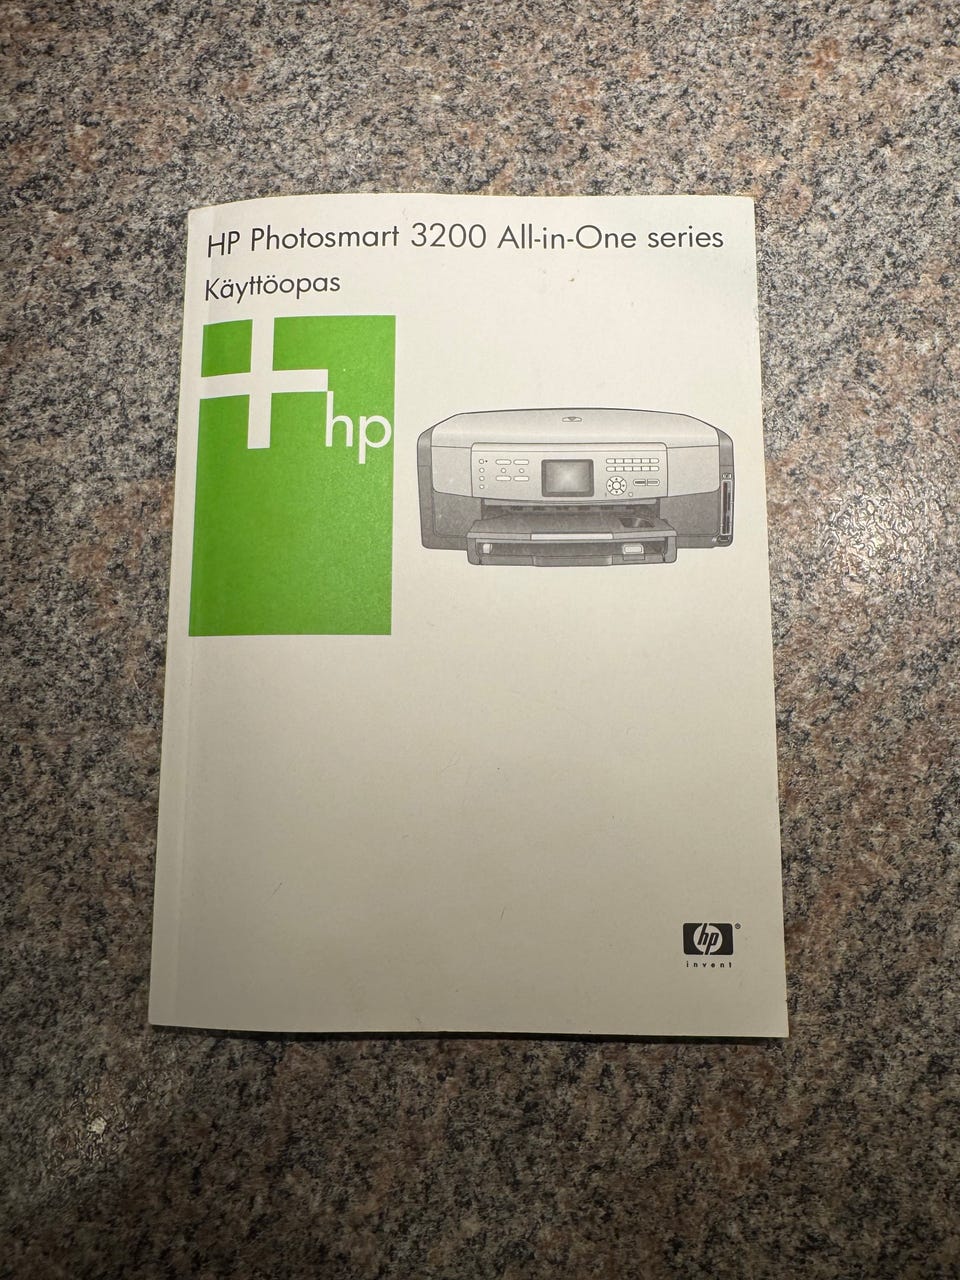 HP Photosmart 3200 All-in-One series
Käyttöopas
hp
hp®
invent